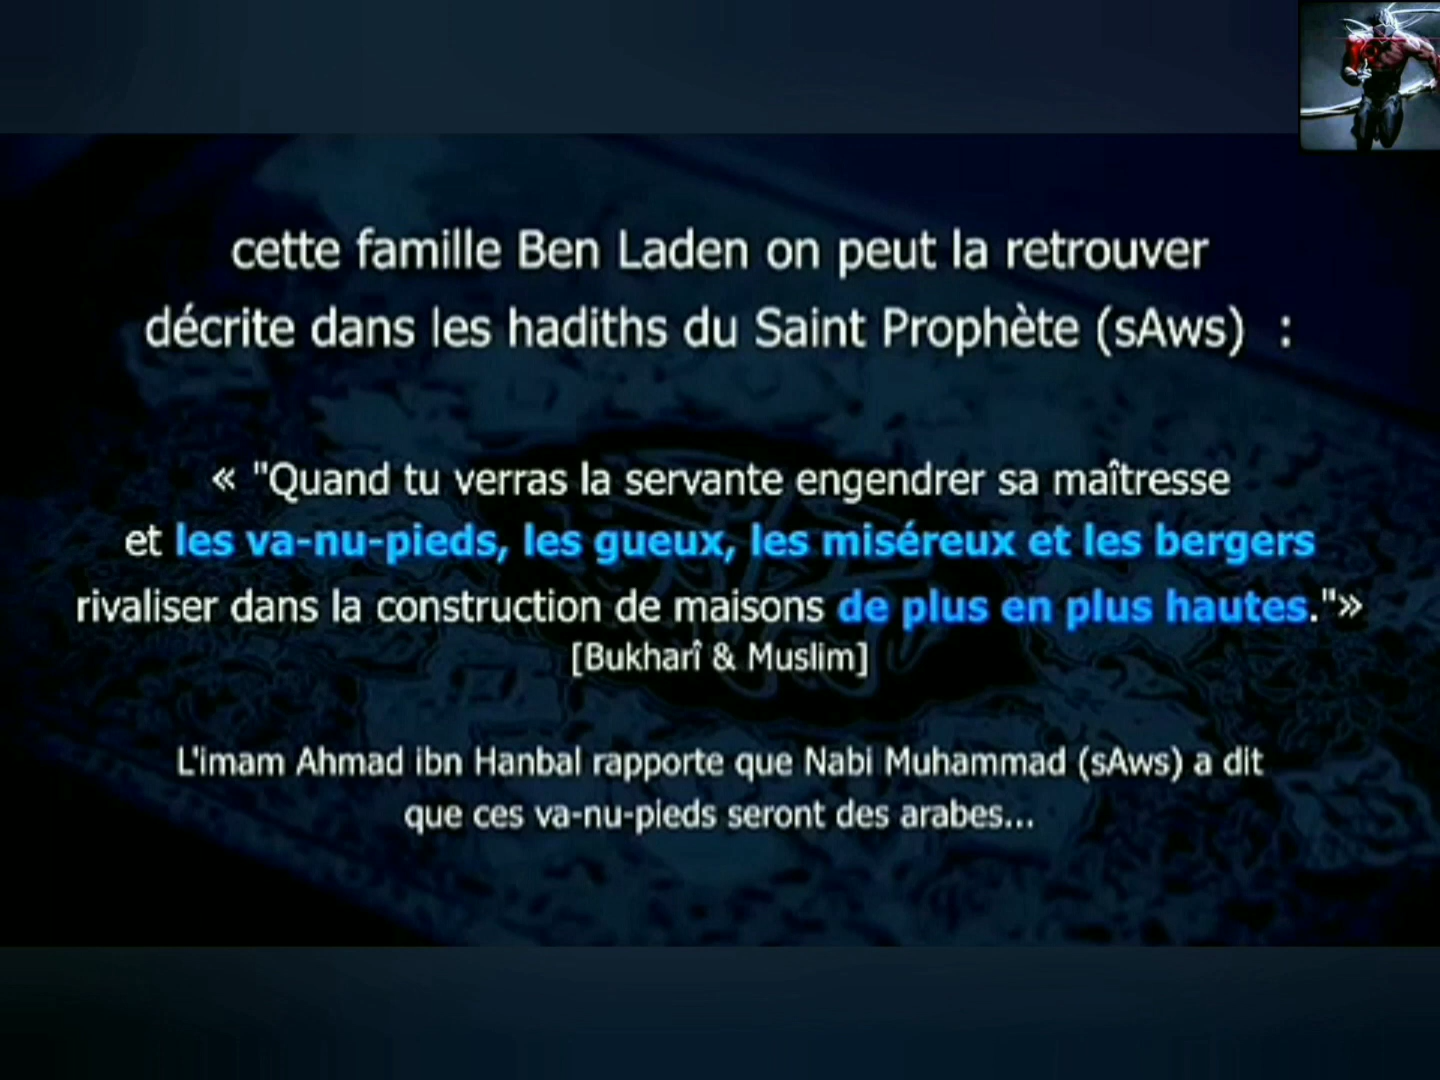 cette famille Ben Laden on peut la retrouver
décrite dans les hadiths du Saint Prophète (sAws) :
« "Quand tu verras la servante engendrer sa maîtresse
et les va-nu-pieds, les gueux, les miséreux et les bergers
rivaliser dans la construction de maisons de plus en plus hautes."»
[Bukharî & Muslim]
L'imam Ahmad ibn Hanbal rapporte que Nabi Muhammad (sAws) a dit
que ces va-nu-pieds seront des arabes...